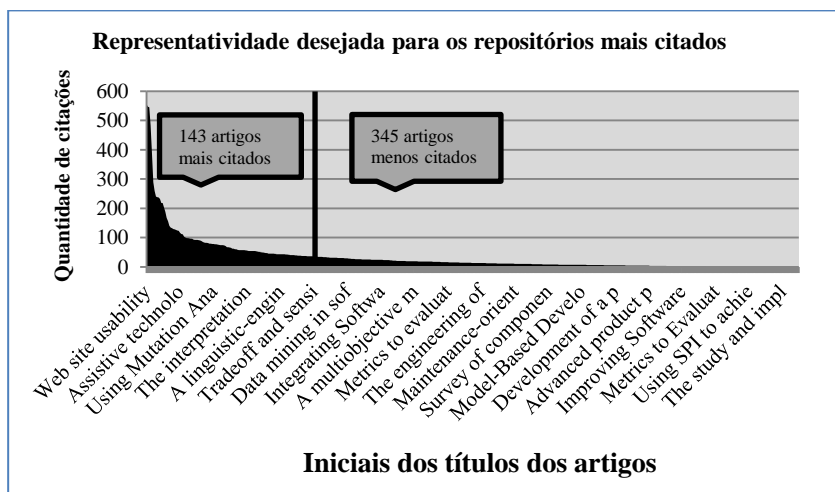 Representatividade desejada para os repositórios mais citados
Quantidade de citações
600
500
400
300
200
100
0
143 artigos
mais citados
345 artigos
menos citados
Web site usability
Assistive technolo
Using Mutation Ana
The interpretation
A linguistic-engin
Tradeoff and sensi
Data mining in sof
Integrating Softwa
A multiobjective m
Metrics to evaluat
The engineering of
Maintenance-orient
Survey of componen
Model-Based Develo
Development of a p
Advanced product p
Improving Software
Metrics to Evaluat
Using SPI to achie
The study and impl
Iniciais dos títulos dos artigos